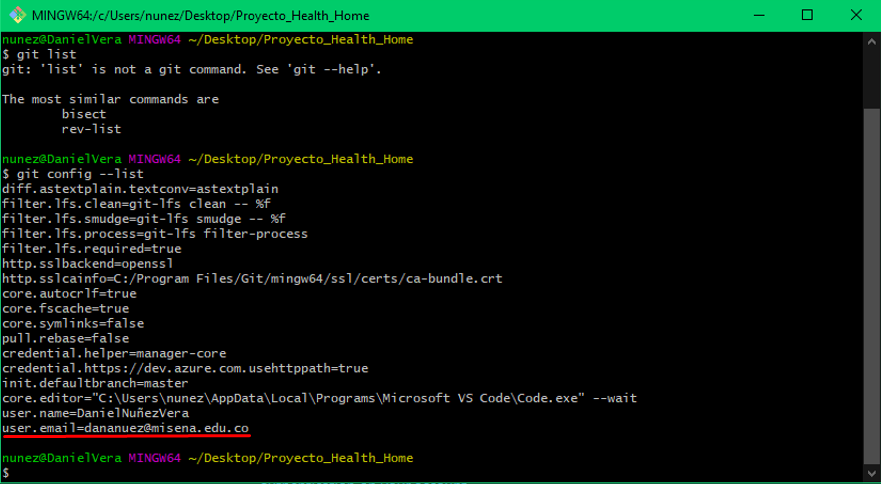 MINGW64:/c/Users/nunez/Desktop/Proyecto_Health_Home
nunez@DanielVera MINGW64 ~/Desktop/Proyecto_Health_Home
$ git list
git: 'list' is not a git command. See 'git --help'.
The most similar commands are
        bisect
        rev-list
nunez@DanielVera MINGW64 ~/Desktop/Proyecto_Health_Home
$ git config --list
diff.astextplain.textconv=astextplain
filter.lfs.clean=git-lfs clean -- %f
filter.lfs.smudge=git-lfs smudge -- %f
filter.lfs.process=git-lfs filter-process
filter.lfs.required=true
http.sslbackend=openssl
http.sslcainfo=C:/Program Files/Git/mingw64/ssl/certs/ca-bundle.crt
core.autocrlf=true
core.fscache=true
core.symlinks=false
pull.rebase=false
credential.helper=manager-core
credential.https://dev.azure.com.usehttppath=true
init.defaultbranch=master
core.editor="C:\Users\nunez\AppData\Local\Programs\Microsoft VS Code\Code.exe" --wait
user.name=DanielNuñezVera
user.email=dananuez@misena.edu.co
nunez@DanielVera MINGW64 ~/Desktop/Proyecto_Health_Home
$